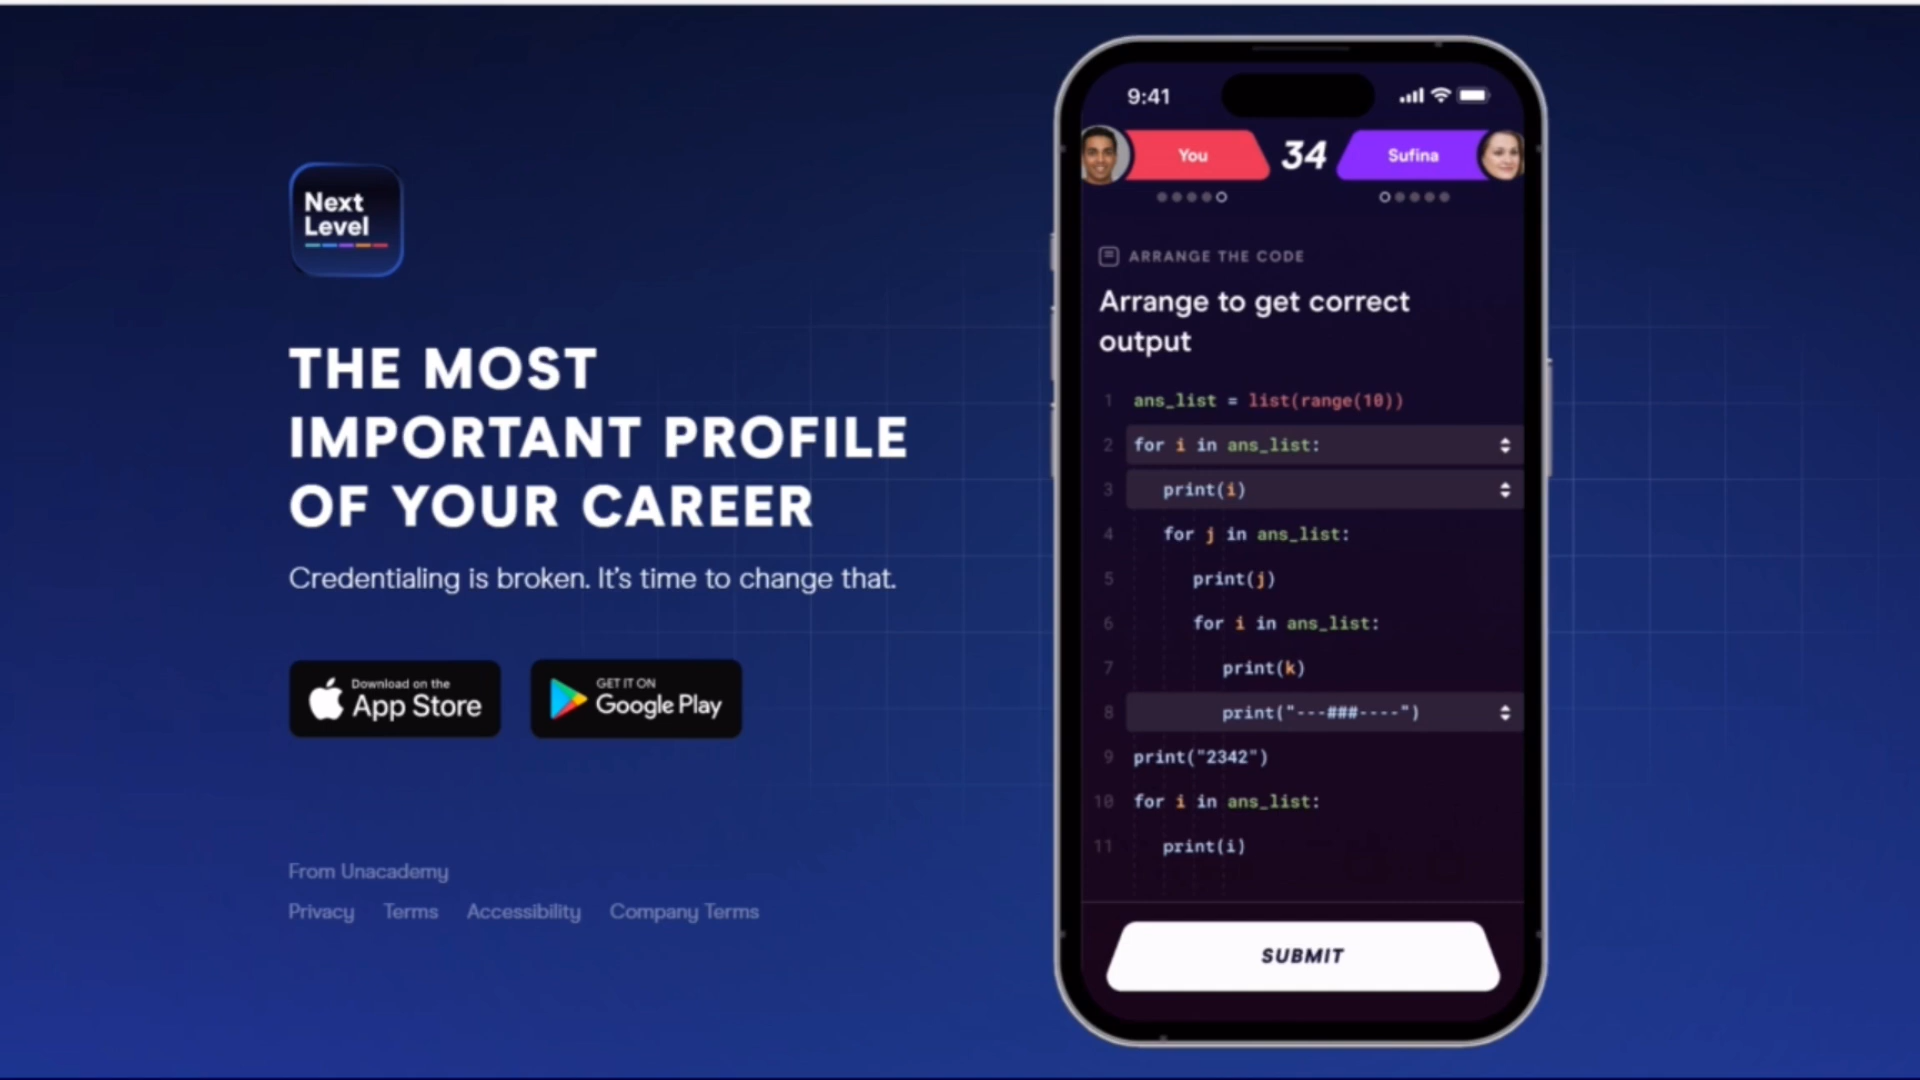 Next
Level
THE MOST
IMPORTANT PROFILE
OF YOUR CAREER
Credentialing is broken. It's time to change that.
Download on the
App Store
GET IT ON
Google Play
From Unacademy
Privacy Terms Accessibility Company Terms
9:41
You 34 Sufina
ARRANGE THE CODE
Arrange to get correct
output
1 ans_list = list(range(10))
2 for i in ans_list:
3 print(i)
4 for j in ans_list:
5 print(j)
6 for i in ans_list:
7 print(k)
8 print("---###----")
9 print("2342")
10 for i in ans_list:
11 print(i)
SUBMIT